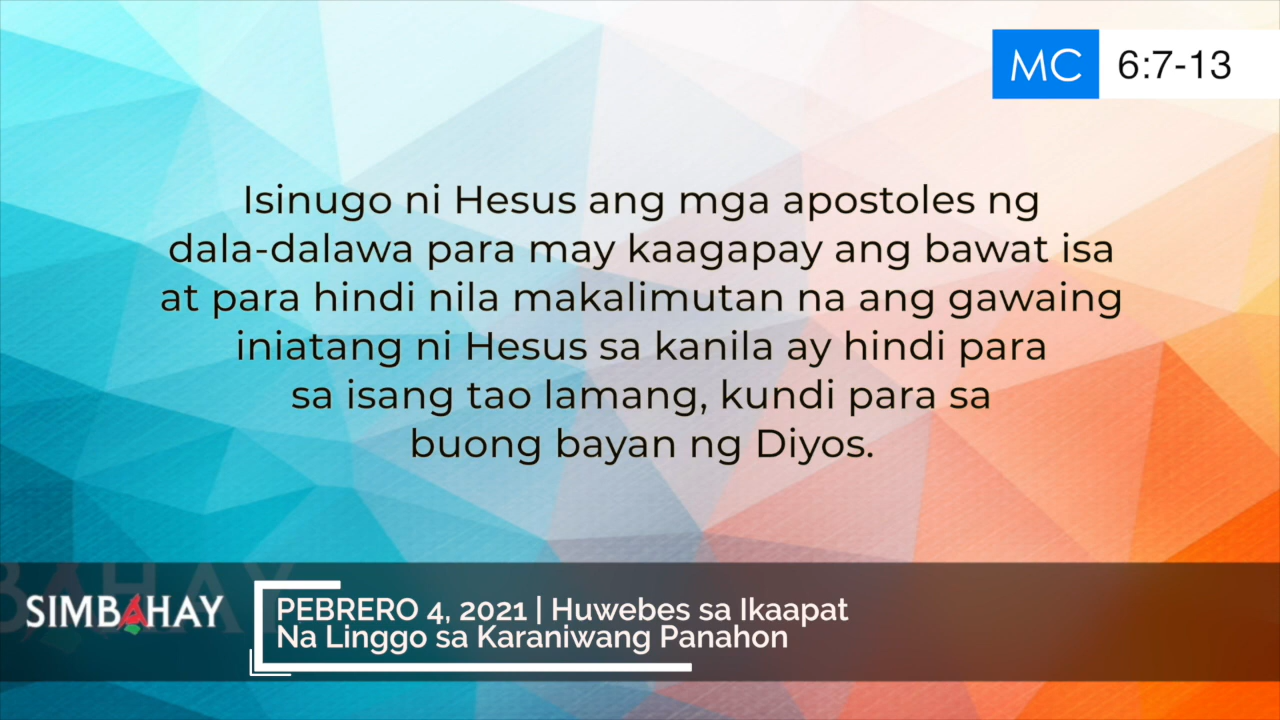 MC 6:7-13
Isinugo ni Hesus ang mga apostoles ng
dala-dalawa para may kaagapay ang bawat isa
at para hindi nila makalimutan na ang gawaing
iniatang ni Hesus sa kanila ay hindi para
sa isang tao lamang, kundi para sa
buong bayan ng Diyos.
SIMBAHAY
PEBRERO 4, 2021 | Huwebes sa Ikaapat
Na Linggo sa Karaniwang Panahon